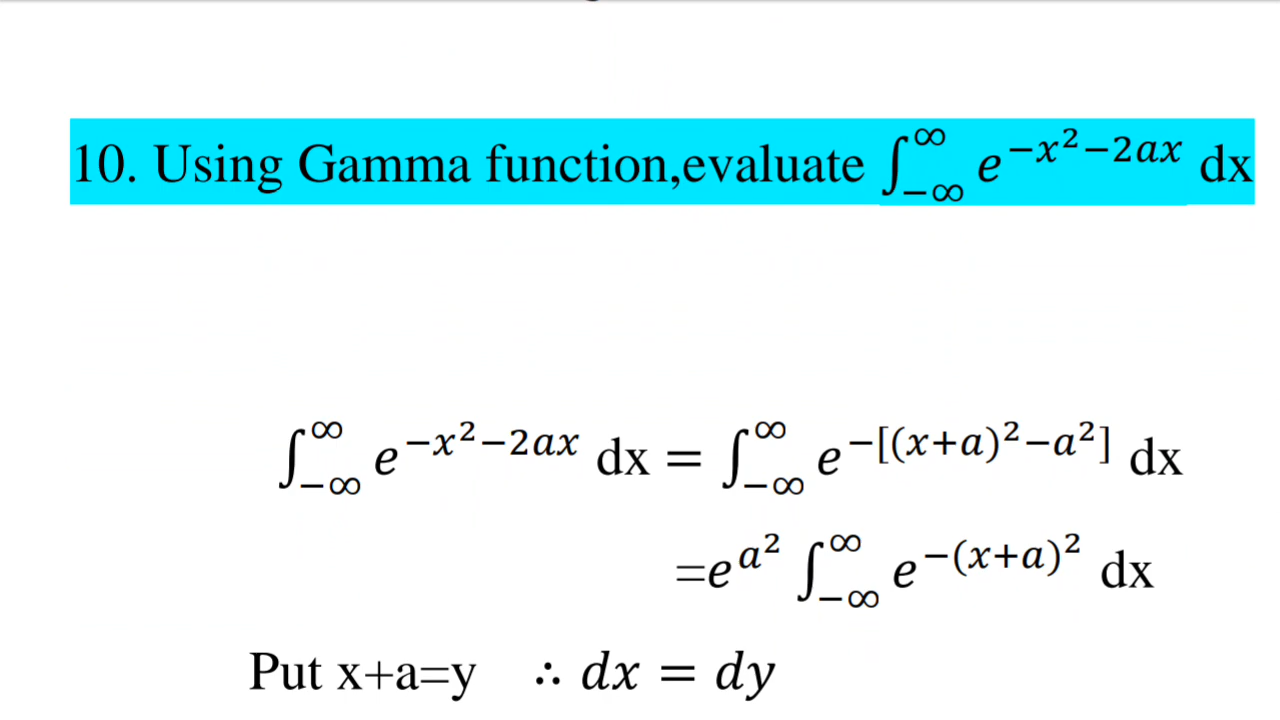 10. Using Gamma function,evaluate ∫₋∞^∞ e^{−x²−2ax} dx
∫₋∞^∞ e^{−x²−2ax} dx = ∫₋∞^∞ e^{−[(x+a)²−a²]} dx
=e^{a²} ∫₋∞^∞ e^{−(x+a)²} dx
Put x+a=y ∴ dx = dy